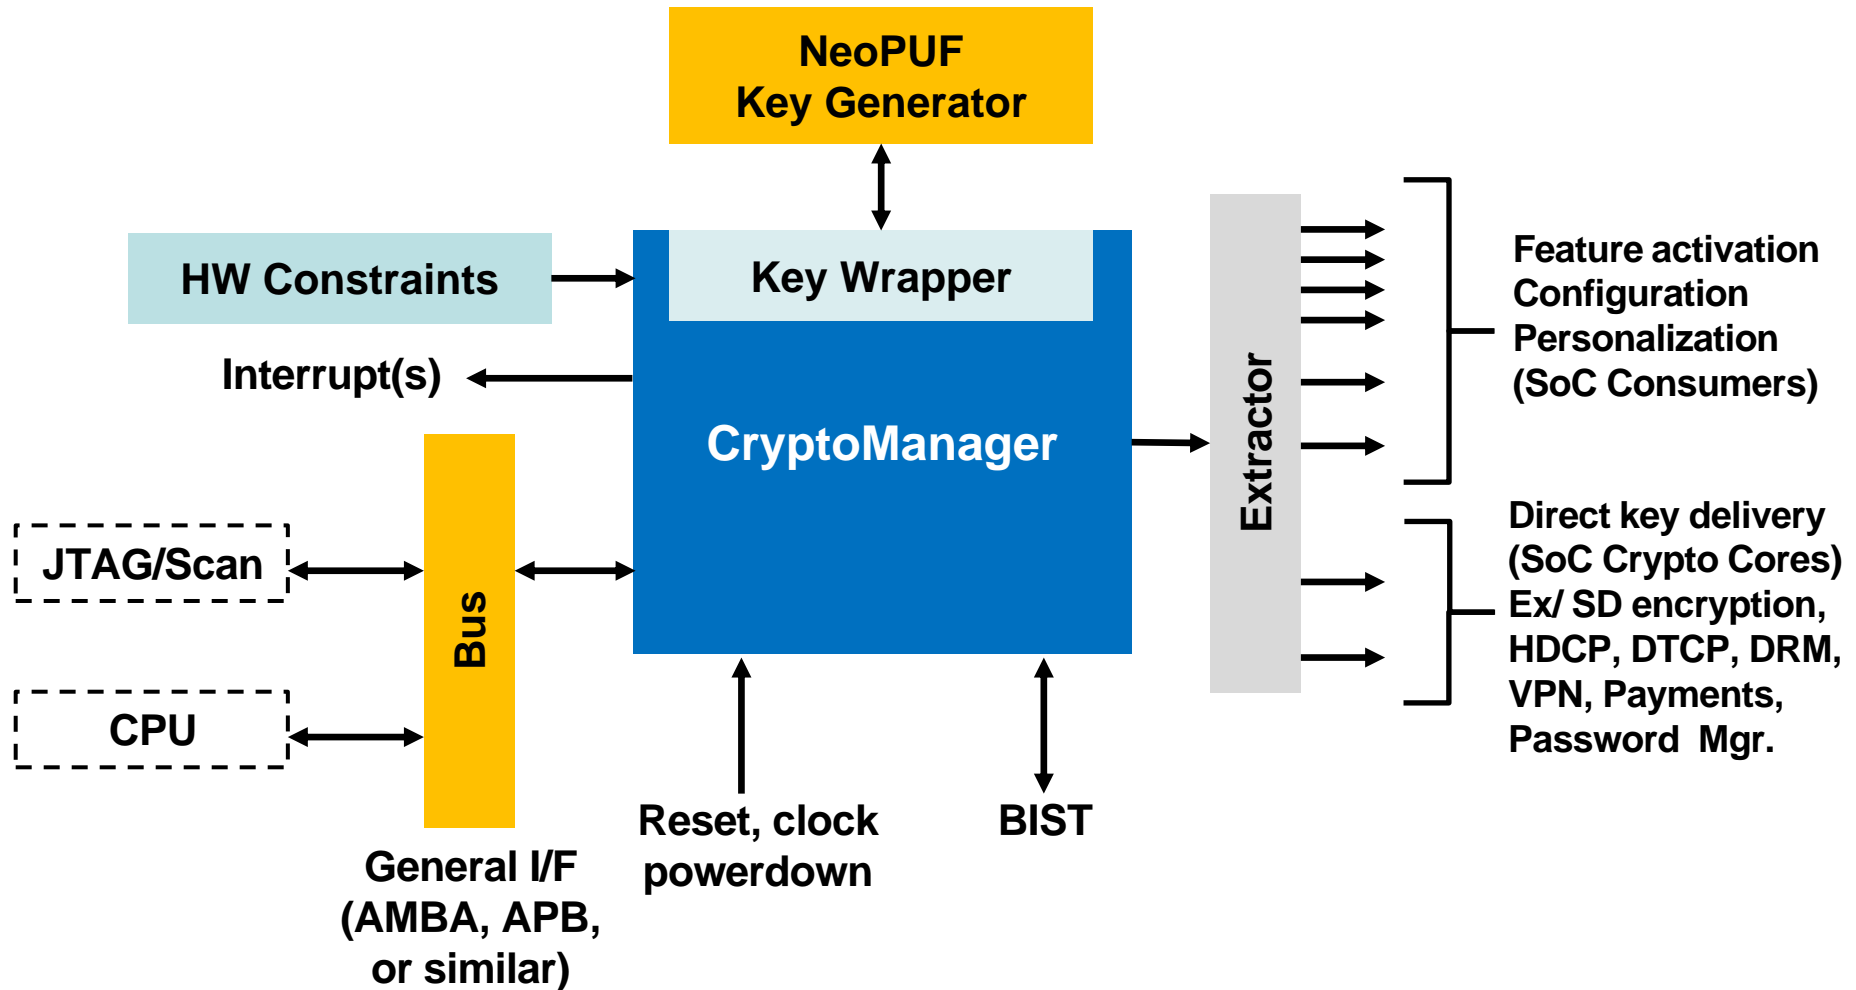 NeoPUF
Key Generator
HW Constraints
Key Wrapper
Interrupt(s)
CryptoManager
Extractor
Feature activation
Configuration
Personalization
(SoC Consumers)
JTAG/Scan
CPU
Bus
General I/F
(AMBA, APB,
or similar)
Reset, clock
powerdown
BIST
Direct key delivery
(SoC Crypto Cores)
Ex/ SD encryption,
HDCP, DTCP, DRM,
VPN, Payments,
Password Mgr.